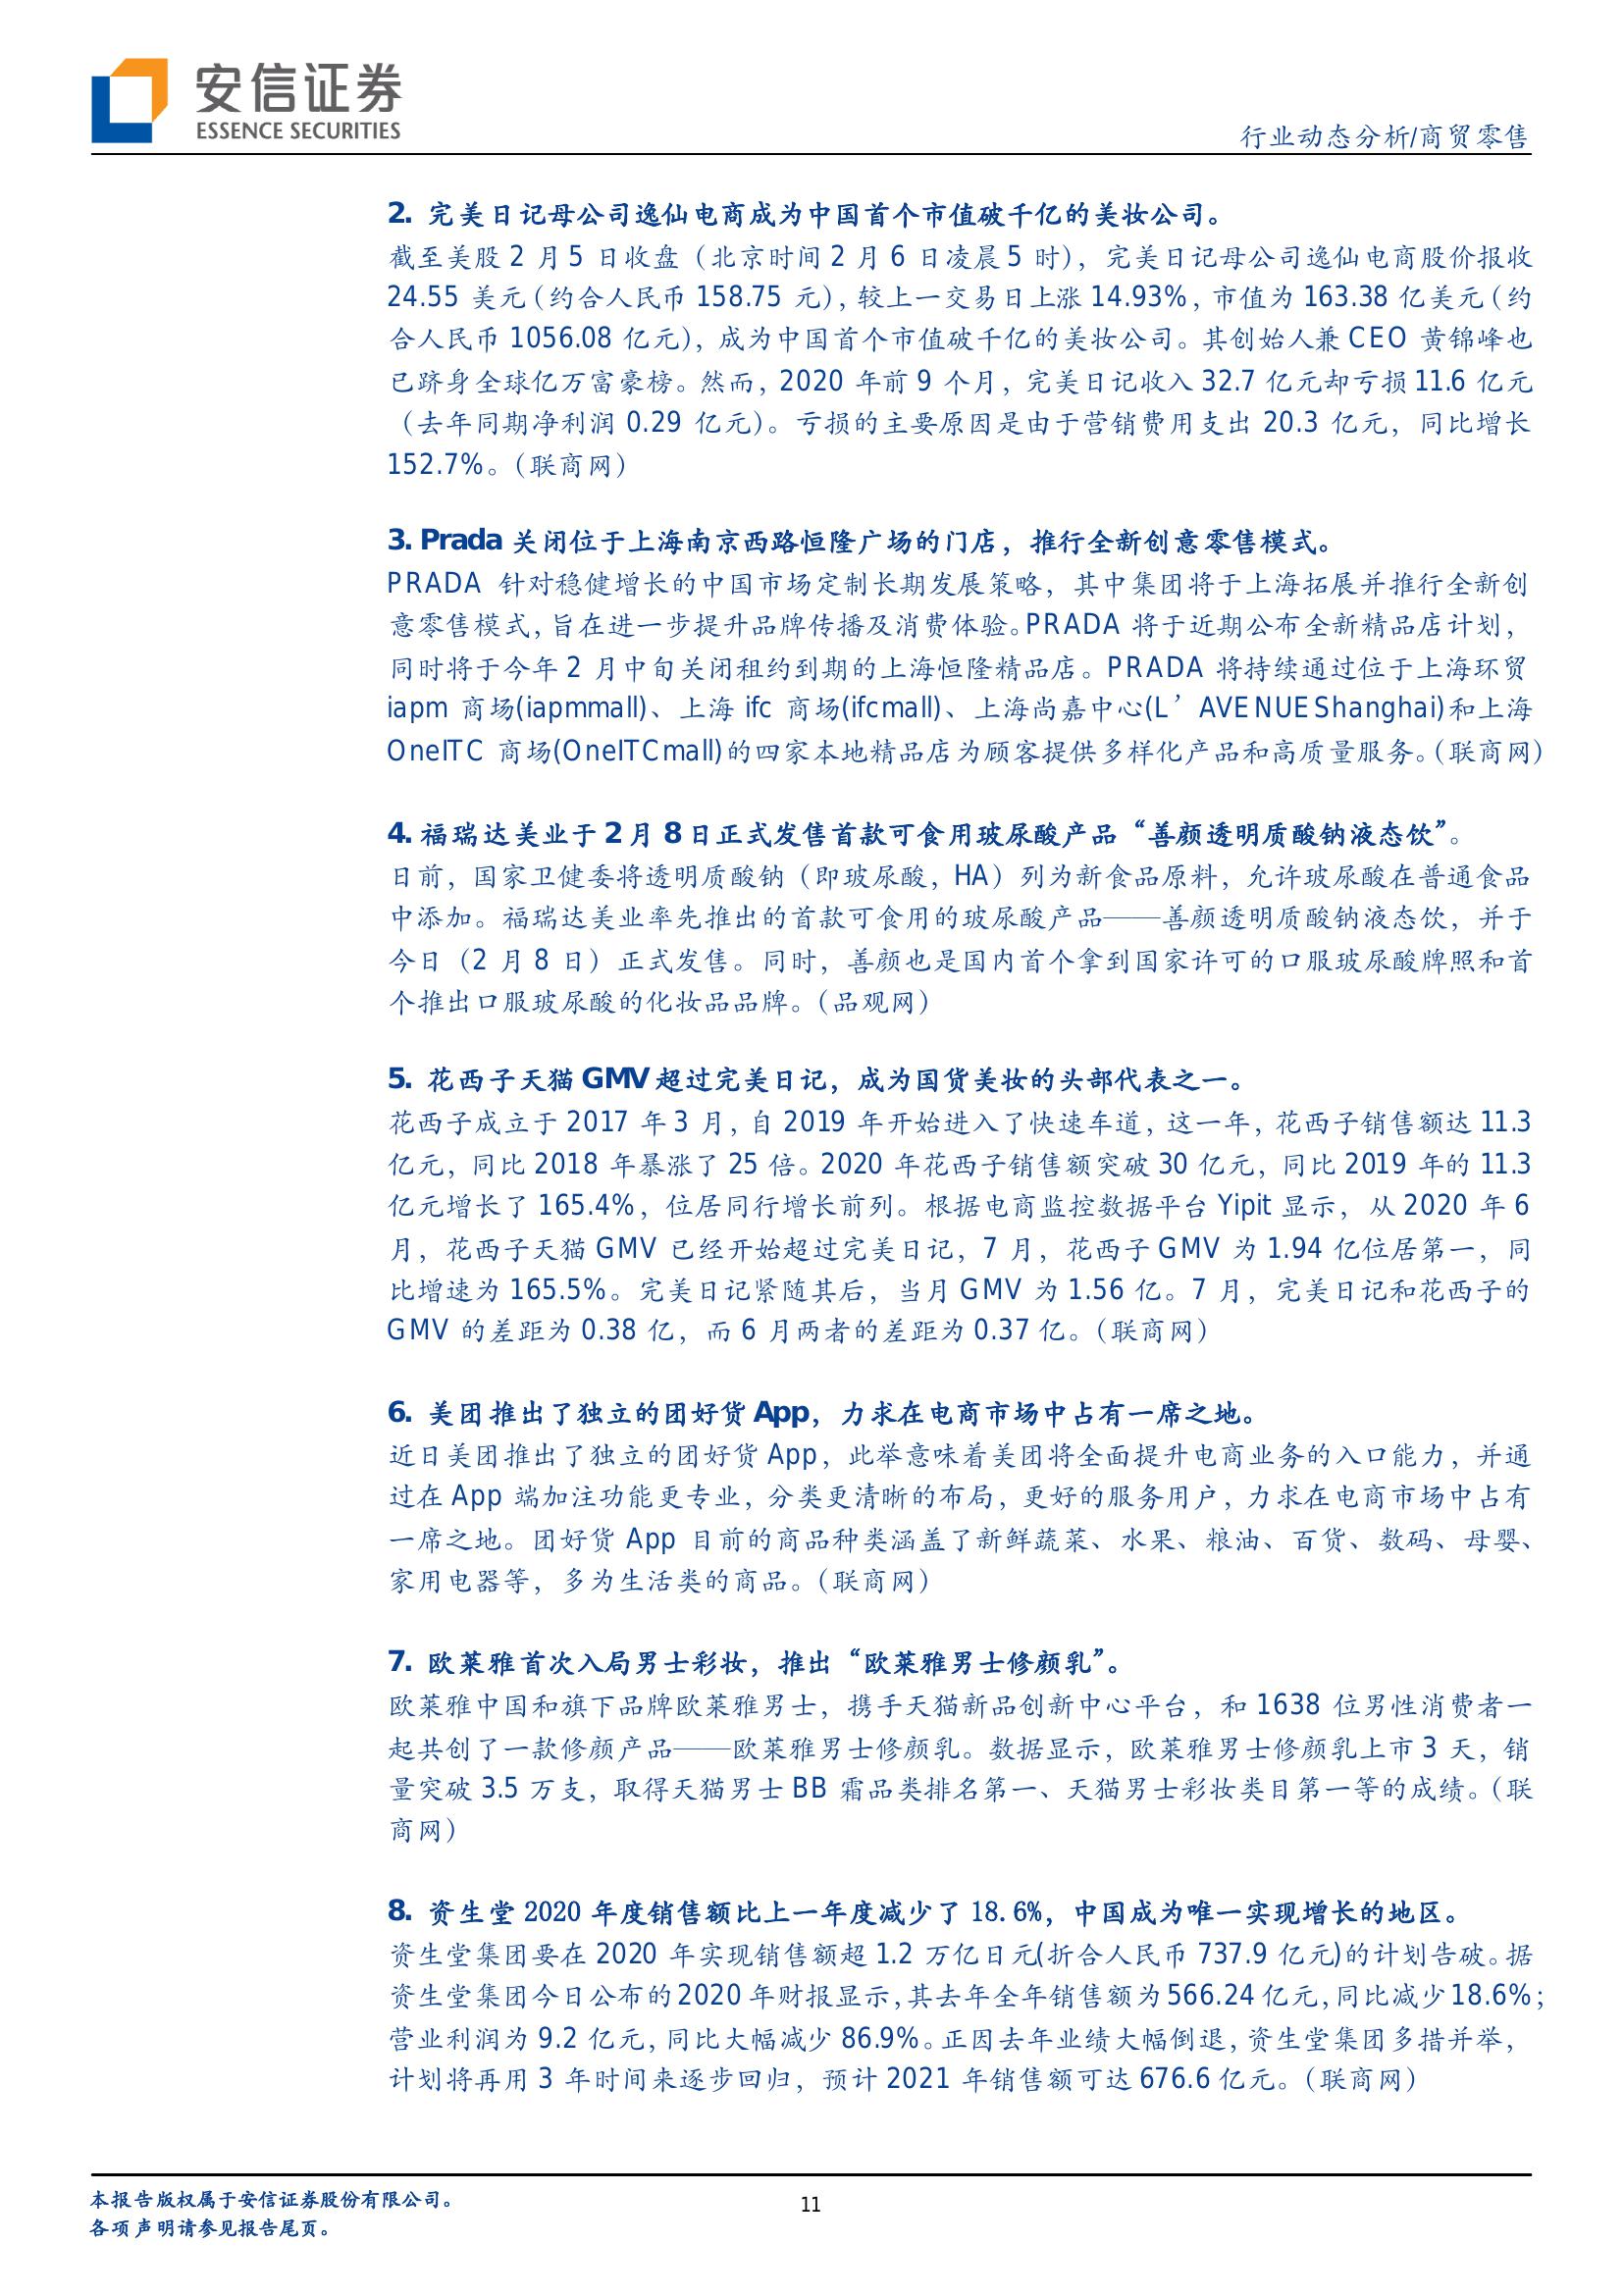 安信证券
ESSENCE SECURITIES
行业动态分析/商贸零售
2. 完美日记母公司逸仙电商成为中国首个市值破千亿的美妆公司。
截至美股 2 月 5 日收盘（北京时间 2 月 6 日凌晨 5 时），完美日记母公司逸仙电商股价报收
24.55 美元（约合人民币 158.75 元），较上一交易日上涨 14.93%，市值为 163.38 亿美元（约
合人民币 1056.08 亿元），成为中国首个市值破千亿的美妆公司。其创始人兼 CEO 黄锦峰也
已跻身全球亿万富豪榜。然而，2020 年前 9 个月，完美日记收入 32.7 亿元却亏损 11.6 亿元
（去年同期净利润 0.29 亿元）。亏损的主要原因是由于营销费用支出 20.3 亿元，同比增长
152.7%。（联商网）
3. Prada 关闭位于上海南京西路恒隆广场的门店，推行全新创意零售模式。
PRADA 针对稳健增长的中国市场定制长期发展策略，其中集团将于上海拓展并推行全新创
意零售模式，旨在进一步提升品牌传播及消费体验。PRADA 将于近期公布全新精品店计划，
同时将于今年 2 月中旬关闭租约到期的上海恒隆精品店。PRADA 将持续通过位于上海环贸
iapm 商场(iapmmall)、上海 ifc 商场(ifcmall)、上海尚嘉中心(L’AVENUEShanghai)和上海
OneITC 商场(OneITCmall)的四家本地精品店为顾客提供多样化产品和高质量服务。（联商网）
4. 福瑞达美业于 2 月 8 日正式发售首款可食用玻尿酸产品“善颜透明质酸钠液态饮”。
日前，国家卫健委将透明质酸钠（即玻尿酸，HA）列为新食品原料，允许玻尿酸在普通食品
中添加。福瑞达美业率先推出的首款可食用的玻尿酸产品——善颜透明质酸钠液态饮，并于
今日（2 月 8 日）正式发售。同时，善颜也是国内首个拿到国家许可的口服玻尿酸牌照和首
个推出口服玻尿酸的化妆品品牌。（品观网）
5. 花西子天猫 GMV 超过完美日记，成为国货美妆的头部代表之一。
花西子成立于 2017 年 3 月，自 2019 年开始进入了快速车道，这一年，花西子销售额达 11.3
亿元，同比 2018 年暴涨了 25 倍。2020 年花西子销售额突破 30 亿元，同比 2019 年的 11.3
亿元增长了 165.4%，位居同行增长前列。根据电商监控数据平台 Yipit 显示，从 2020 年 6
月，花西子天猫 GMV 已经开始超过完美日记，7 月，花西子 GMV 为 1.94 亿位居第一，同
比增速为 165.5%。完美日记紧随其后，当月 GMV 为 1.56 亿。7 月，完美日记和花西子的
GMV 的差距为 0.38 亿，而 6 月两者的差距为 0.37 亿。（联商网）
6. 美团推出了独立的团好货 App，力求在电商市场中占有一席之地。
近日美团推出了独立的团好货 App，此举意味着美团将全面提升电商业务的入口能力，并通
过在 App 端加注功能更专业，分类更清晰的布局，更好的服务用户，力求在电商市场中占有
一席之地。团好货 App 目前的商品种类涵盖了新鲜蔬菜、水果、粮油、百货、数码、母婴、
家用电器等，多为生活类的商品。（联商网）
7. 欧莱雅首次入局男士彩妆，推出“欧莱雅男士修颜乳”。
欧莱雅中国和旗下品牌欧莱雅男士，携手天猫新品创新中心平台，和 1638 位男性消费者一
起共创了一款修颜产品——欧莱雅男士修颜乳。数据显示，欧莱雅男士修颜乳上市 3 天，销
量突破 3.5 万支，取得天猫男士 BB 霜品类排名第一、天猫男士彩妆类目第一等的成绩。（联
商网）
8. 资生堂 2020 年度销售额比上一年度减少了 18.6%，中国成为唯一实现增长的地区。
资生堂集团要在 2020 年实现销售额超 1.2 万亿日元(折合人民币 737.9 亿元)的计划告破。据
资生堂集团今日公布的 2020 年财报显示，其去年全年销售额为 566.24 亿元，同比减少 18.6%；
营业利润为 9.2 亿元，同比大幅减少 86.9%。正因去年业绩大幅倒退，资生堂集团多措并举，
计划将再用 3 年时间来逐步回归，预计 2021 年销售额可达 676.6 亿元。（联商网）
本报告版权属于安信证券股份有限公司。
11
各项声明请参见报告尾页。